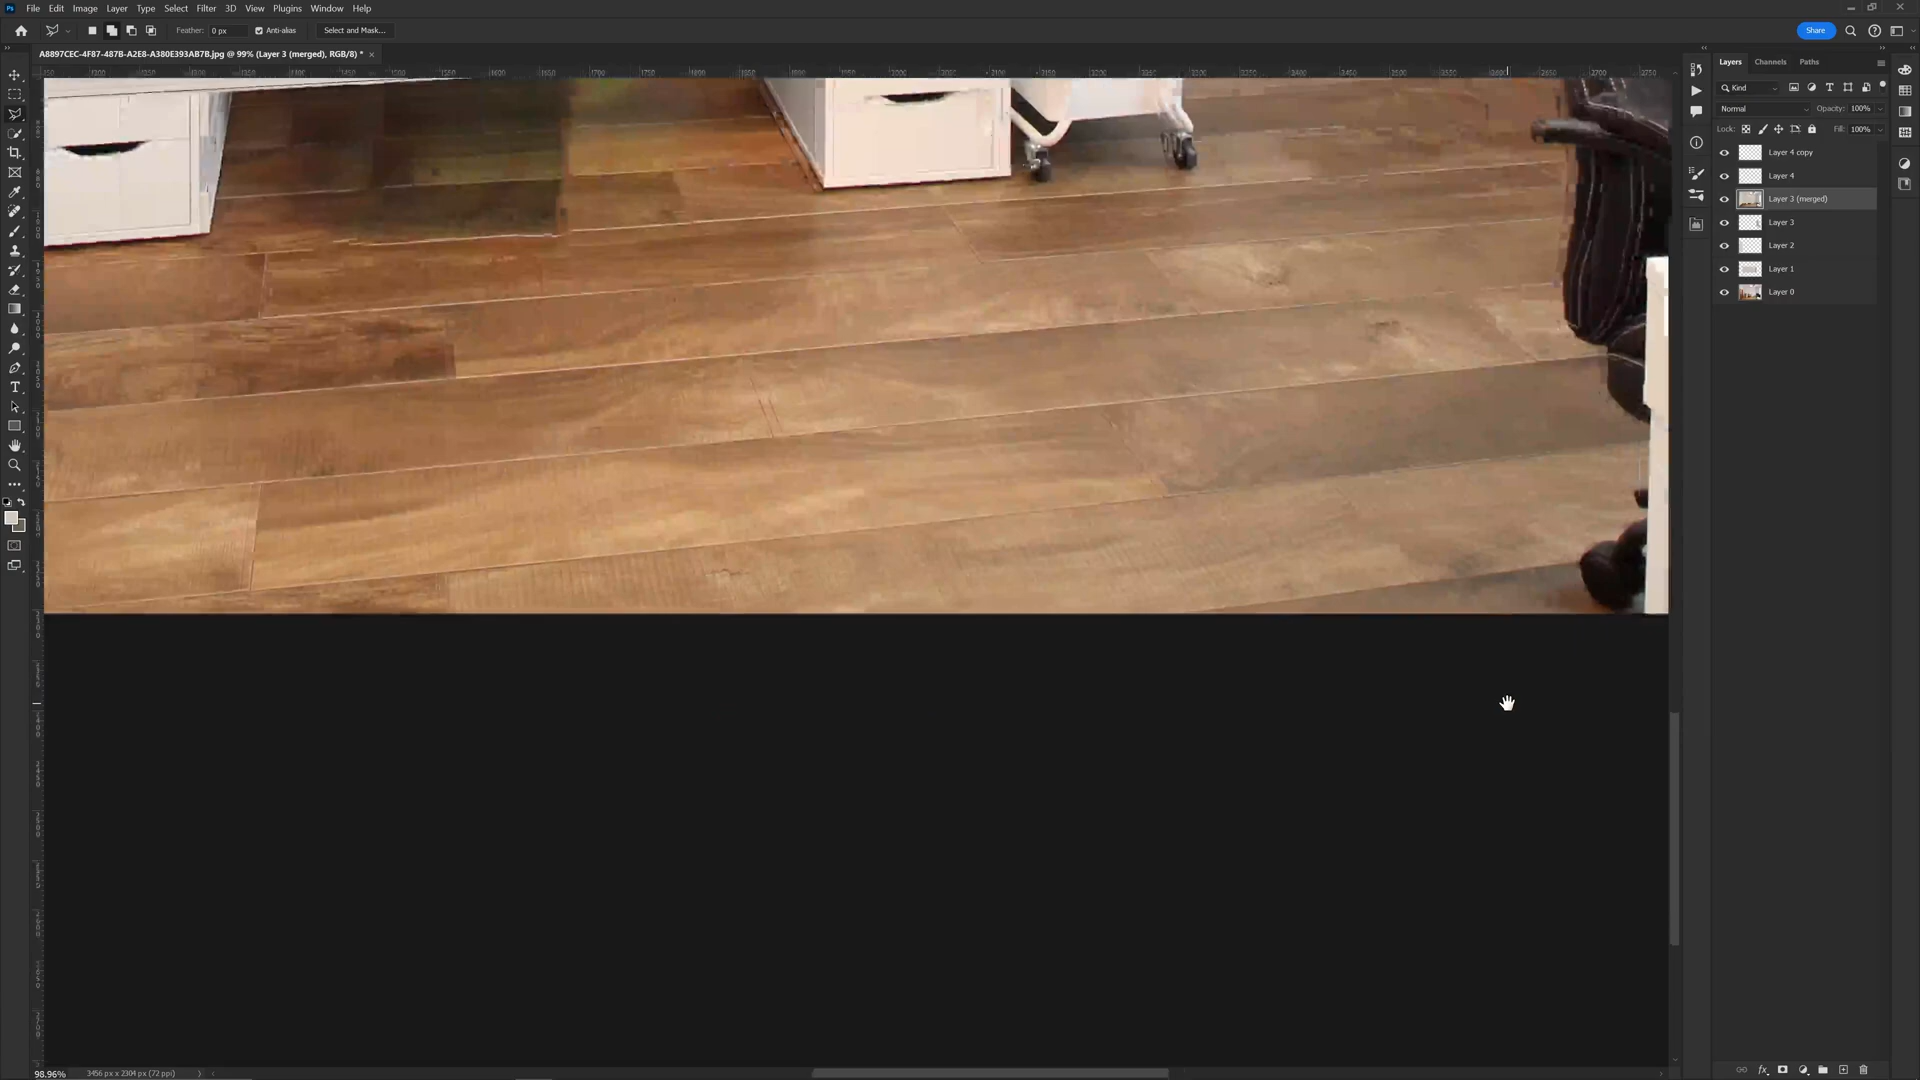 Ps File Edit Image Layer Type Select Filter 3D View Plugins Window Help
Feather: 0 px Anti-alias Select and Mask... Share
A8897CEC-4F87-487B-A2E8-A380E393AB7B.jpg @ 99% (Layer 3 (merged), RGB/8) * ×
Layers Channels Paths
Kind
Normal Opacity: 100%
Lock: Fill: 100%
Layer 4 copy
Layer 4
Layer 3 (merged)
Layer 3
Layer 2
Layer 1
Layer 0
98.96% 3456 px x 2304 px (72 ppi)